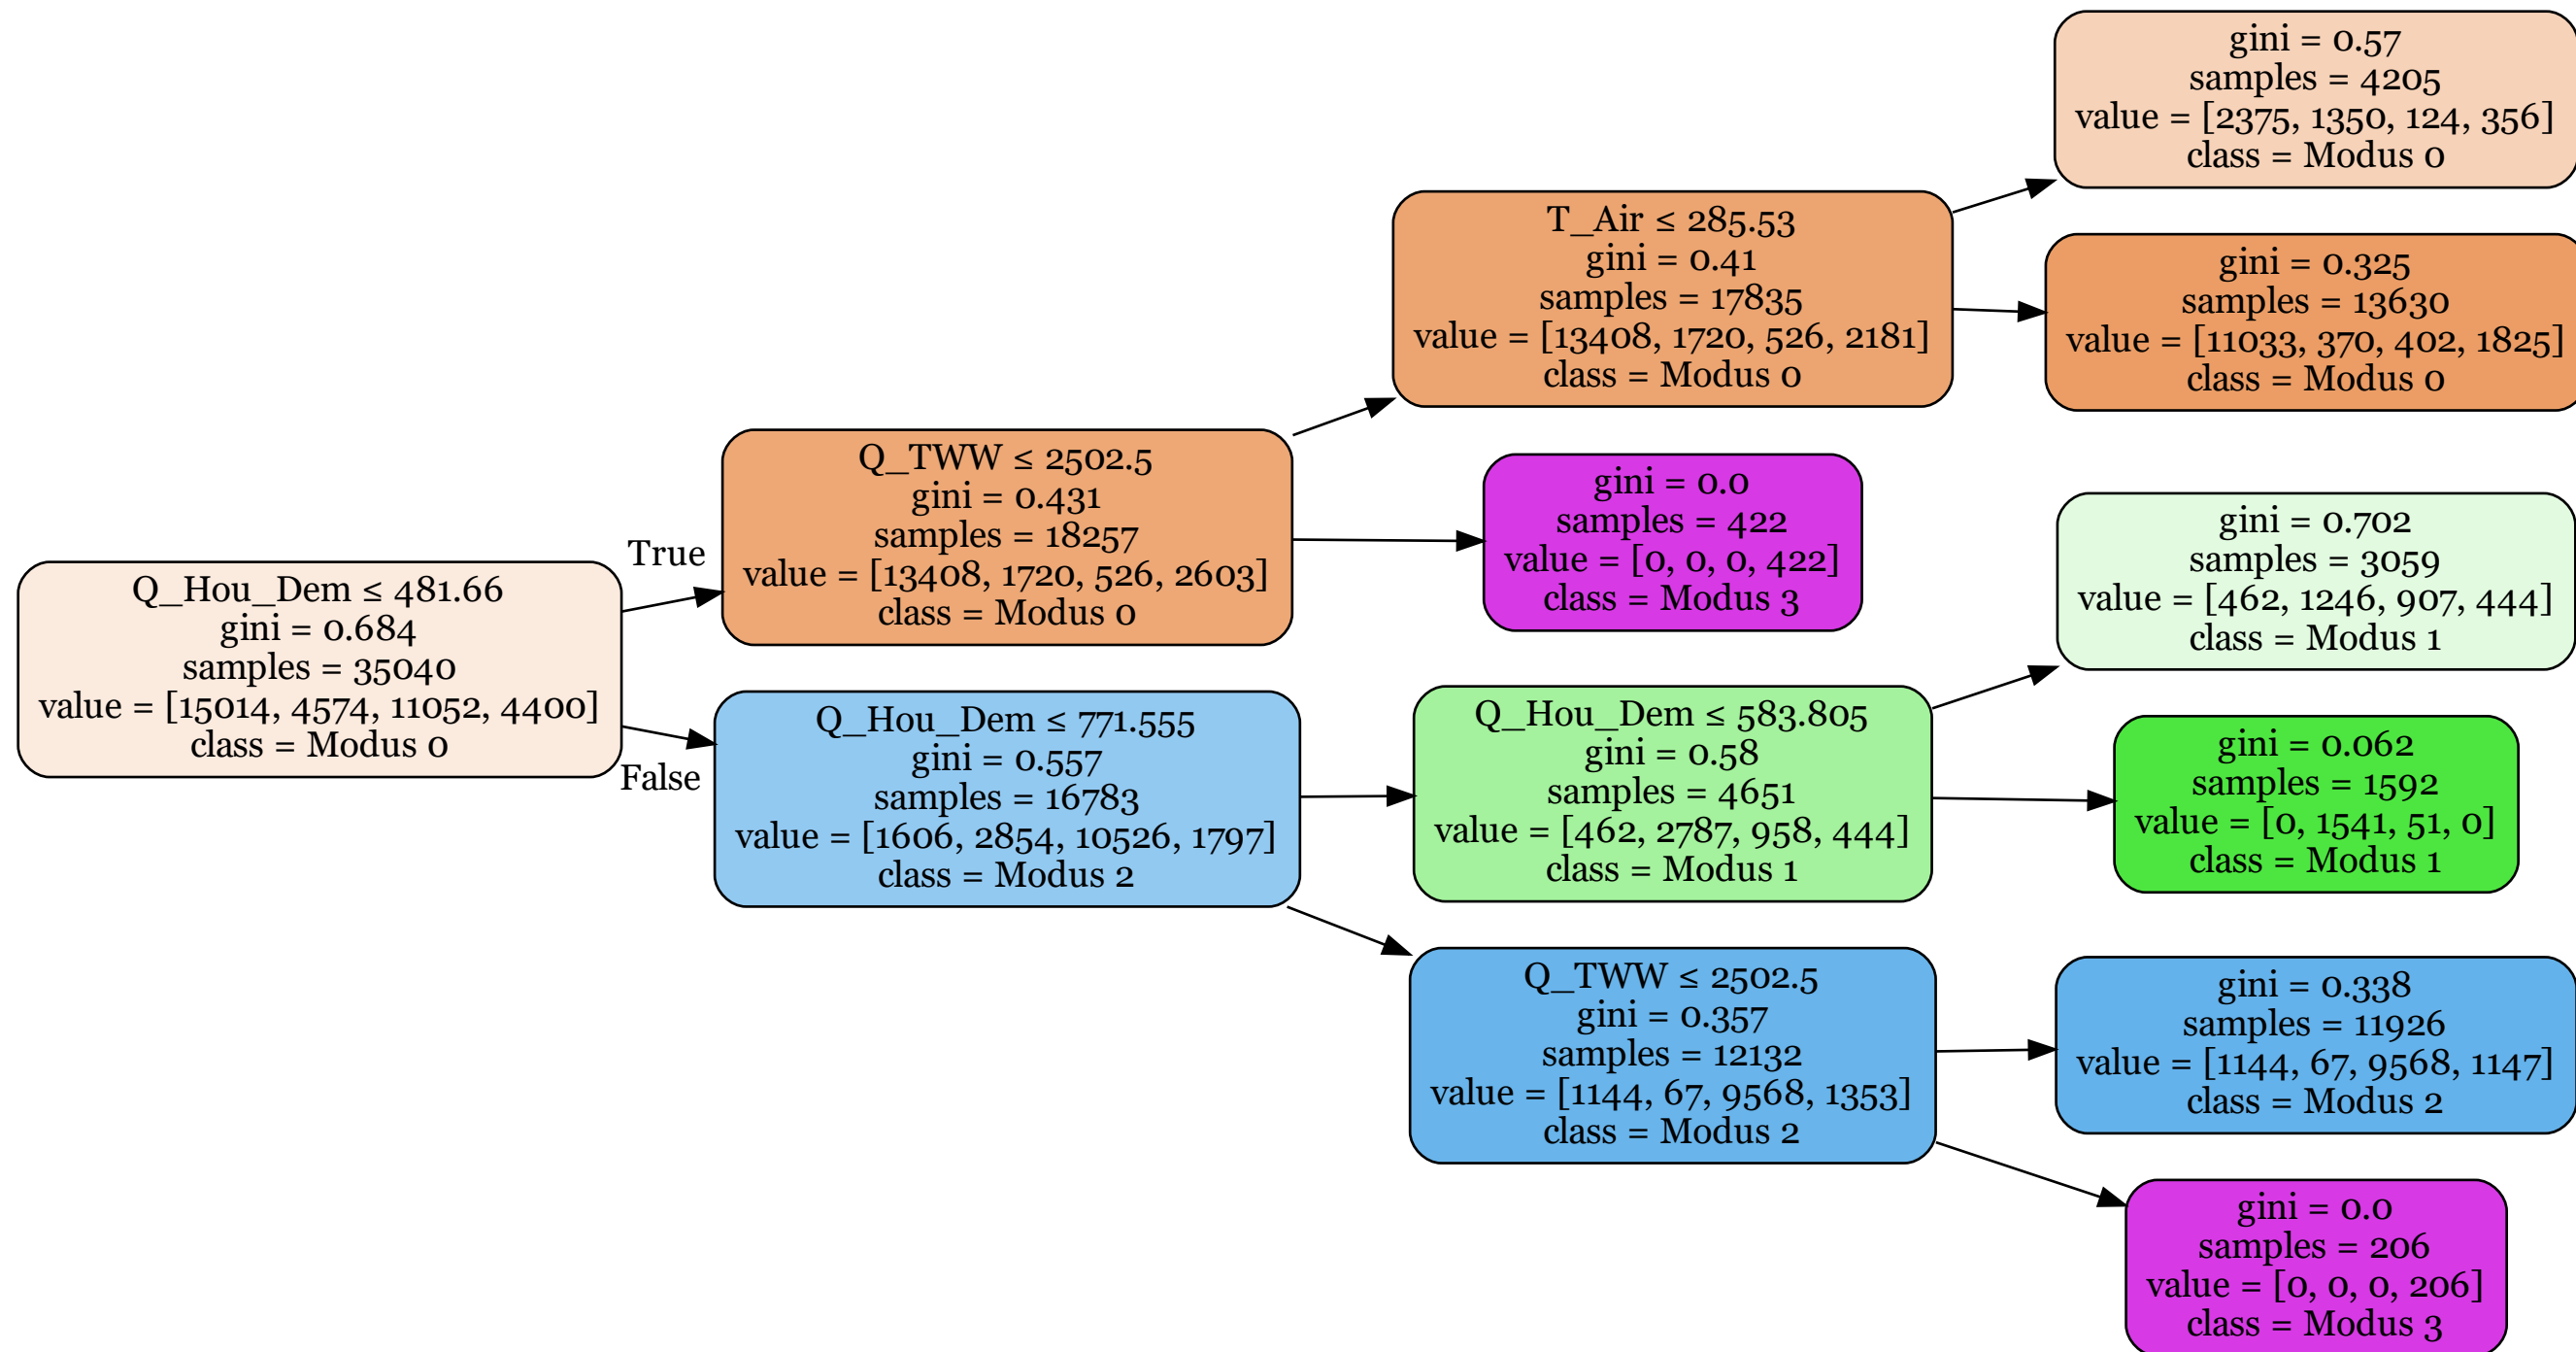 Q_Hou_Dem ≤ 481.66
gini = 0.684
samples = 35040
value = [15014, 4574, 11052, 4400]
class = Modus 0
True
False
Q_TWW ≤ 2502.5
gini = 0.431
samples = 18257
value = [13408, 1720, 526, 2603]
class = Modus 0
Q_Hou_Dem ≤ 771.555
gini = 0.557
samples = 16783
value = [1606, 2854, 10526, 1797]
class = Modus 2
T_Air ≤ 285.53
gini = 0.41
samples = 17835
value = [13408, 1720, 526, 2181]
class = Modus 0
gini = 0.0
samples = 422
value = [0, 0, 0, 422]
class = Modus 3
Q_Hou_Dem ≤ 583.805
gini = 0.58
samples = 4651
value = [462, 2787, 958, 444]
class = Modus 1
Q_TWW ≤ 2502.5
gini = 0.357
samples = 12132
value = [1144, 67, 9568, 1353]
class = Modus 2
gini = 0.57
samples = 4205
value = [2375, 1350, 124, 356]
class = Modus 0
gini = 0.325
samples = 13630
value = [11033, 370, 402, 1825]
class = Modus 0
gini = 0.702
samples = 3059
value = [462, 1246, 907, 444]
class = Modus 1
gini = 0.062
samples = 1592
value = [0, 1541, 51, 0]
class = Modus 1
gini = 0.338
samples = 11926
value = [1144, 67, 9568, 1147]
class = Modus 2
gini = 0.0
samples = 206
value = [0, 0, 0, 206]
class = Modus 3